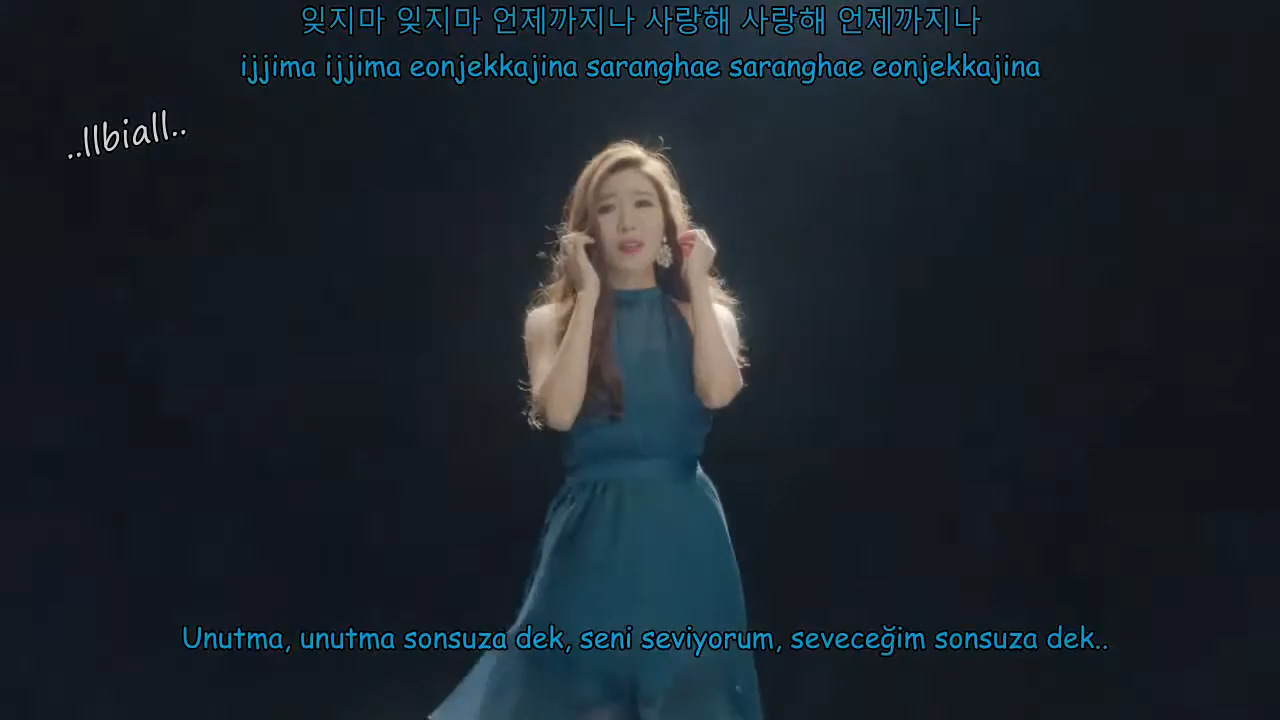 잊지마 잊지마 언제까지나 사랑해 사랑해 언제까지나
ijjima ijjima eonjekkajina saranghae saranghae eonjekkajina
..llbiall..
Unutma, unutma sonsuza dek, seni seviyorum, seveceğim sonsuza dek..